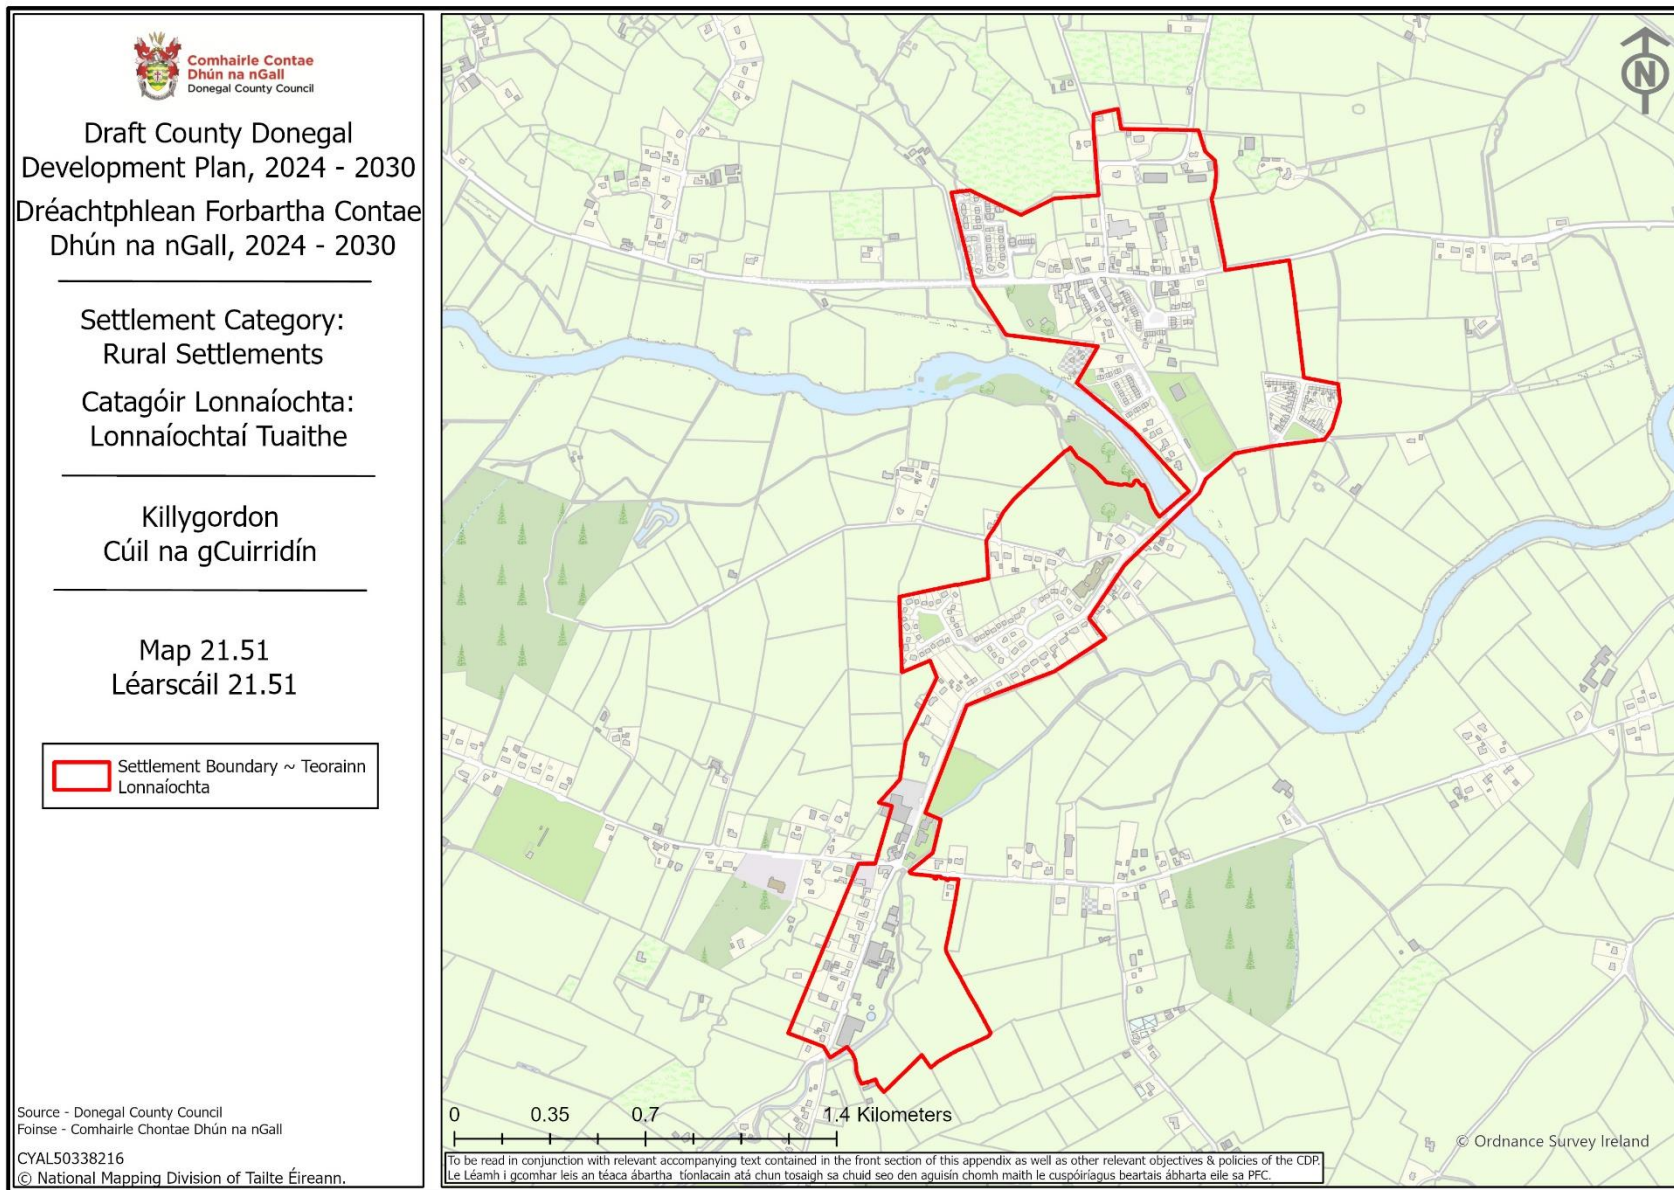 Comhairle Contae
Dhún na nGall
Donegal County Council
Draft County Donegal
Development Plan, 2024 - 2030
Dréachtphlean Forbartha Contae
Dhún na nGall, 2024 - 2030
Settlement Category:
Rural Settlements
Catagóir Lonnaíochta:
Lonnaíochtaí Tuaithe
Killygordon
Cúil na gCuirridín
Map 21.51
Léarscáil 21.51
Settlement Boundary ~ Teorainn
Lonnaíochta
Source - Donegal County Council
Foinse - Comhairle Chontae Dhún na nGall
CYAL50338216
© National Mapping Division of Tailte Éireann.
N
0 0.35 0.7 1.4 Kilometers
© Ordnance Survey Ireland
To be read in conjunction with relevant accompanying text contained in the front section of this appendix as well as other relevant objectives & policies of the CDP.
Le Léamh i gcomhar leis an téaca ábartha tíonlacain atá chun tosaigh sa chuid seo den aguisín chomh maith le cuspóiríagus beartais ábharta eile sa PFC.